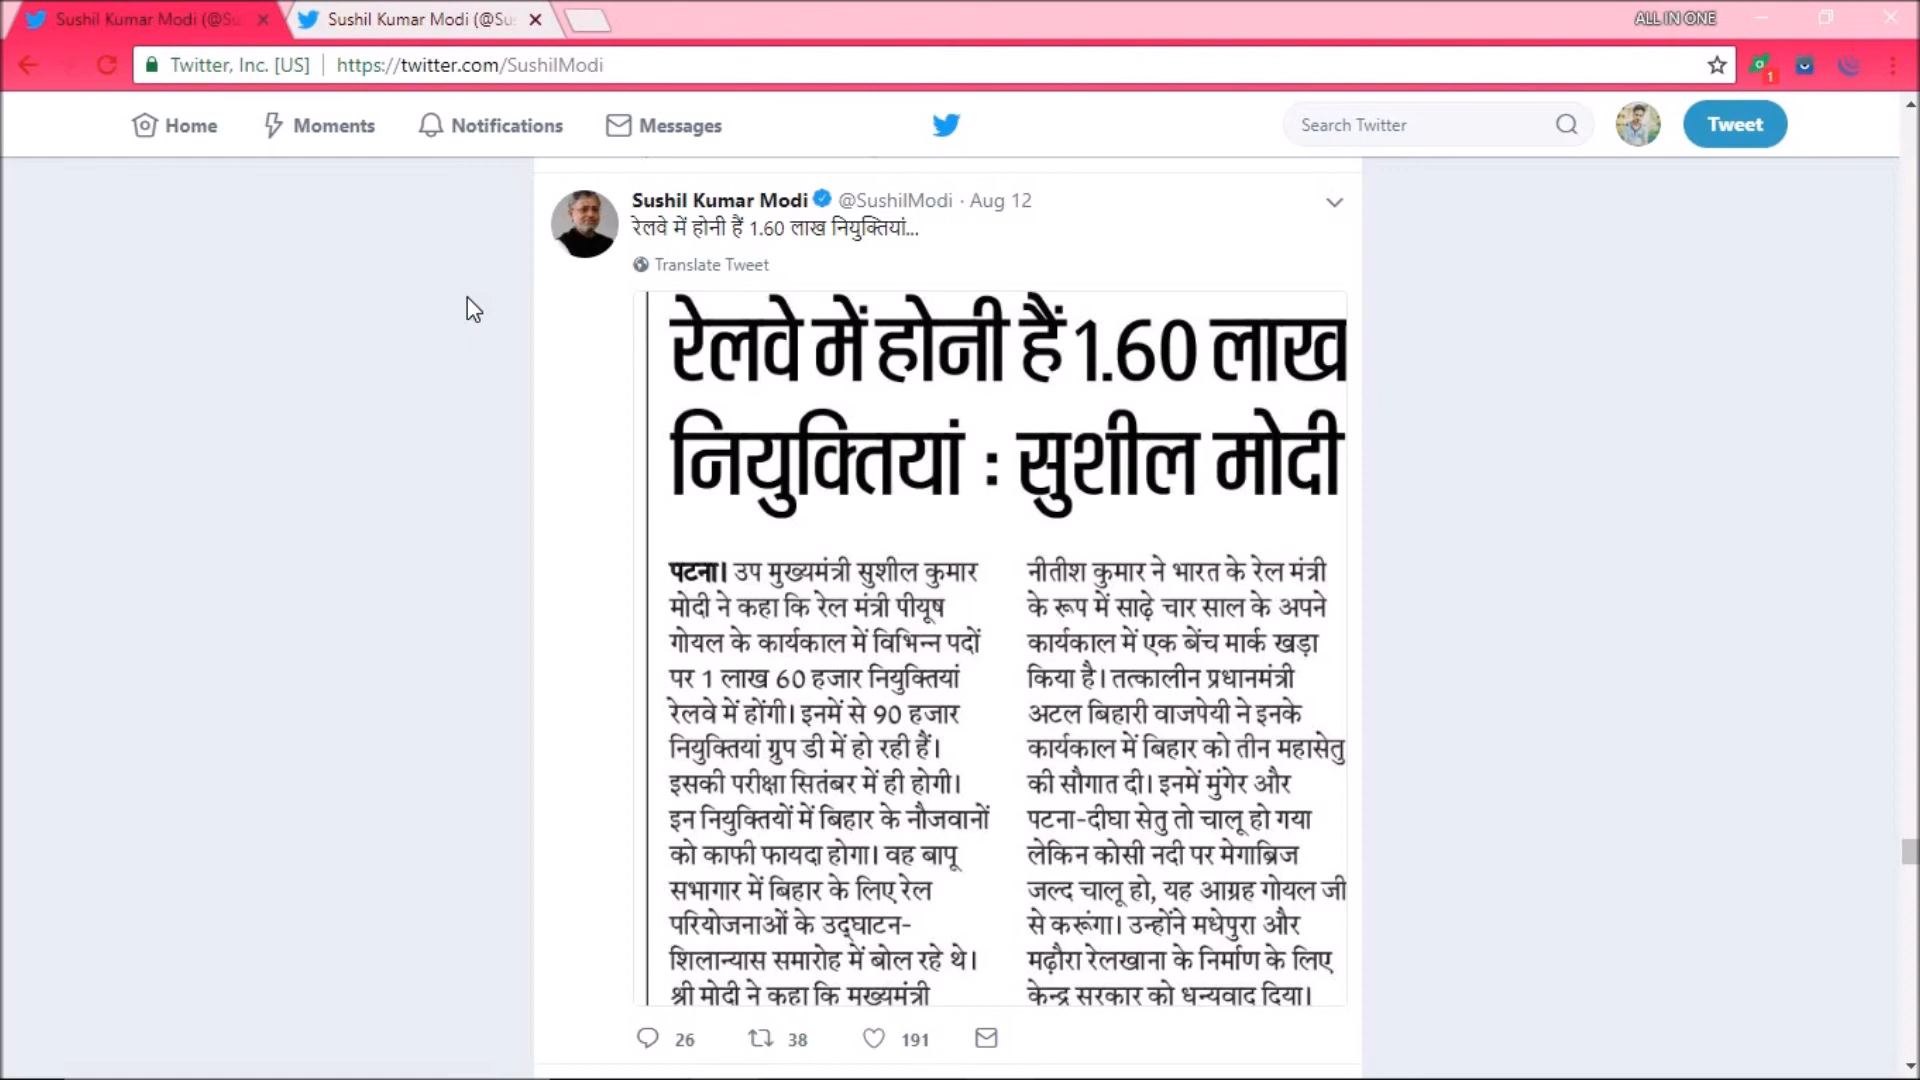 Sushil Kumar Modi (@Su
Sushil Kumar Modi (@Su
ALL IN ONE
Twitter, Inc. [US] | https://twitter.com/SushilModi
1
Home
Moments
Notifications
Messages
Search Twitter
Tweet
Sushil Kumar Modi @SushilModi · Aug 12
रेलवे में होनी हैं 1.60 लाख नियुक्तियां...
Translate Tweet
रेलवे में होनी हैं 1.60 लाख
नियुक्तियां : सुशील मोदी
पटना। उप मुख्यमंत्री सुशील कुमार
मोदी ने कहा कि रेल मंत्री पीयूष
गोयल के कार्यकाल में विभिन्न पदों
पर 1 लाख 60 हजार नियुक्तियां
रेलवे में होंगी। इनमें से 90 हजार
नियुक्तियां ग्रुप डी में हो रही हैं।
इसकी परीक्षा सितंबर में ही होगी।
इन नियुक्तियों में बिहार के नौजवानों
को काफी फायदा होगा। वह बापू
सभागार में बिहार के लिए रेल
परियोजनाओं के उद्घाटन-
शिलान्यास समारोह में बोल रहे थे।
श्री मोदी ने कहा कि मुख्यमंत्री
नीतीश कुमार ने भारत के रेल मंत्री
के रूप में साढ़े चार साल के अपने
कार्यकाल में एक बेंच मार्क खड़ा
किया है। तत्कालीन प्रधानमंत्री
अटल बिहारी वाजपेयी ने इनके
कार्यकाल में बिहार को तीन महासेतु
की सौगात दी। इनमें मुंगेर और
पटना-दीघा सेतु तो चालू हो गया
लेकिन कोसी नदी पर मेगाब्रिज
जल्द चालू हो, यह आग्रह गोयल जी
से करूंगा। उन्होंने मधेपुरा और
मढ़ौरा रेलखाना के निर्माण के लिए
केन्द्र सरकार को धन्यवाद दिया।
26
38
191